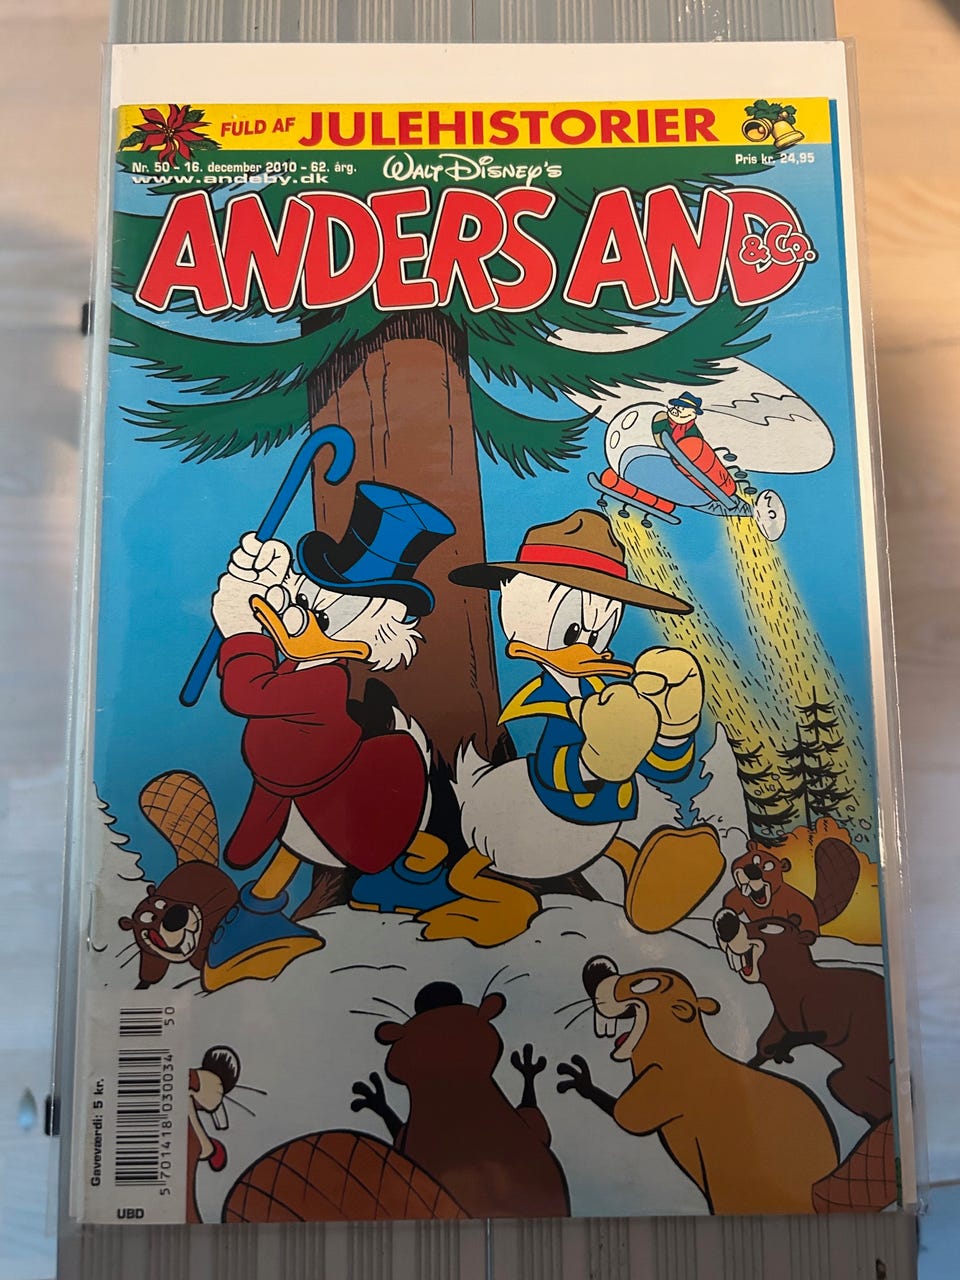 FULD AF JULEHISTORIER
Nr. 50 - 16. december 2010 - 62. årg.
www.andeby.dk
WALT DISNEY'S
Pris kr. 24,95
ANDERS AND
& Co.
Gaveværdi: 5 kr.
5 701418 030034
50
UBD